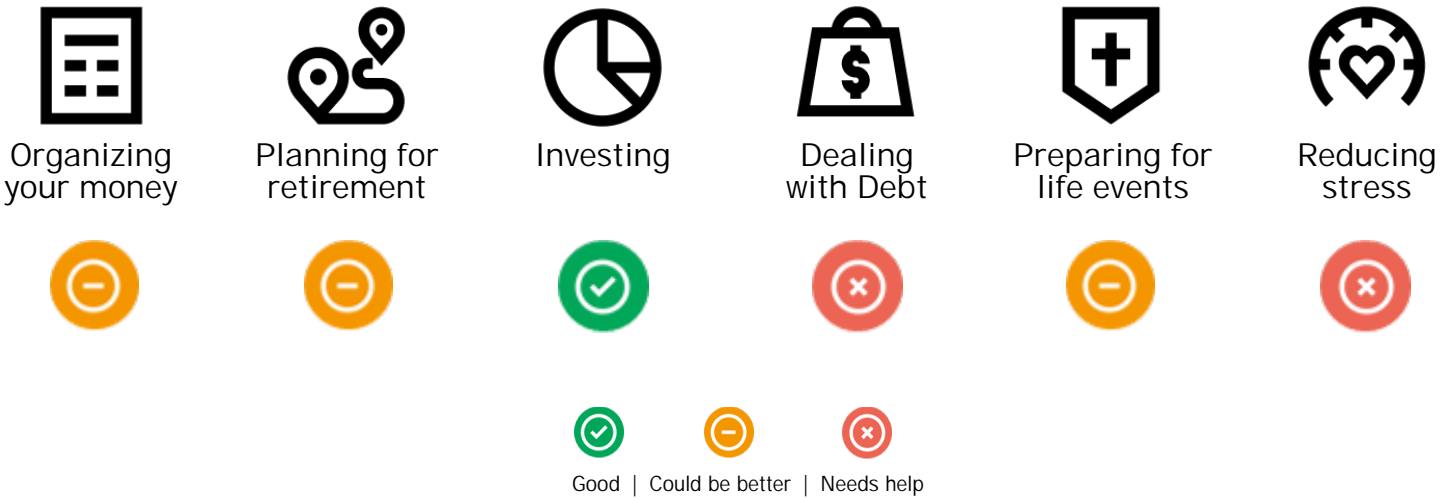 Organizing
your money
Planning for
retirement
Investing
Dealing
with Debt
Preparing for
life events
Reducing
stress
$
Good | Could be better | Needs help